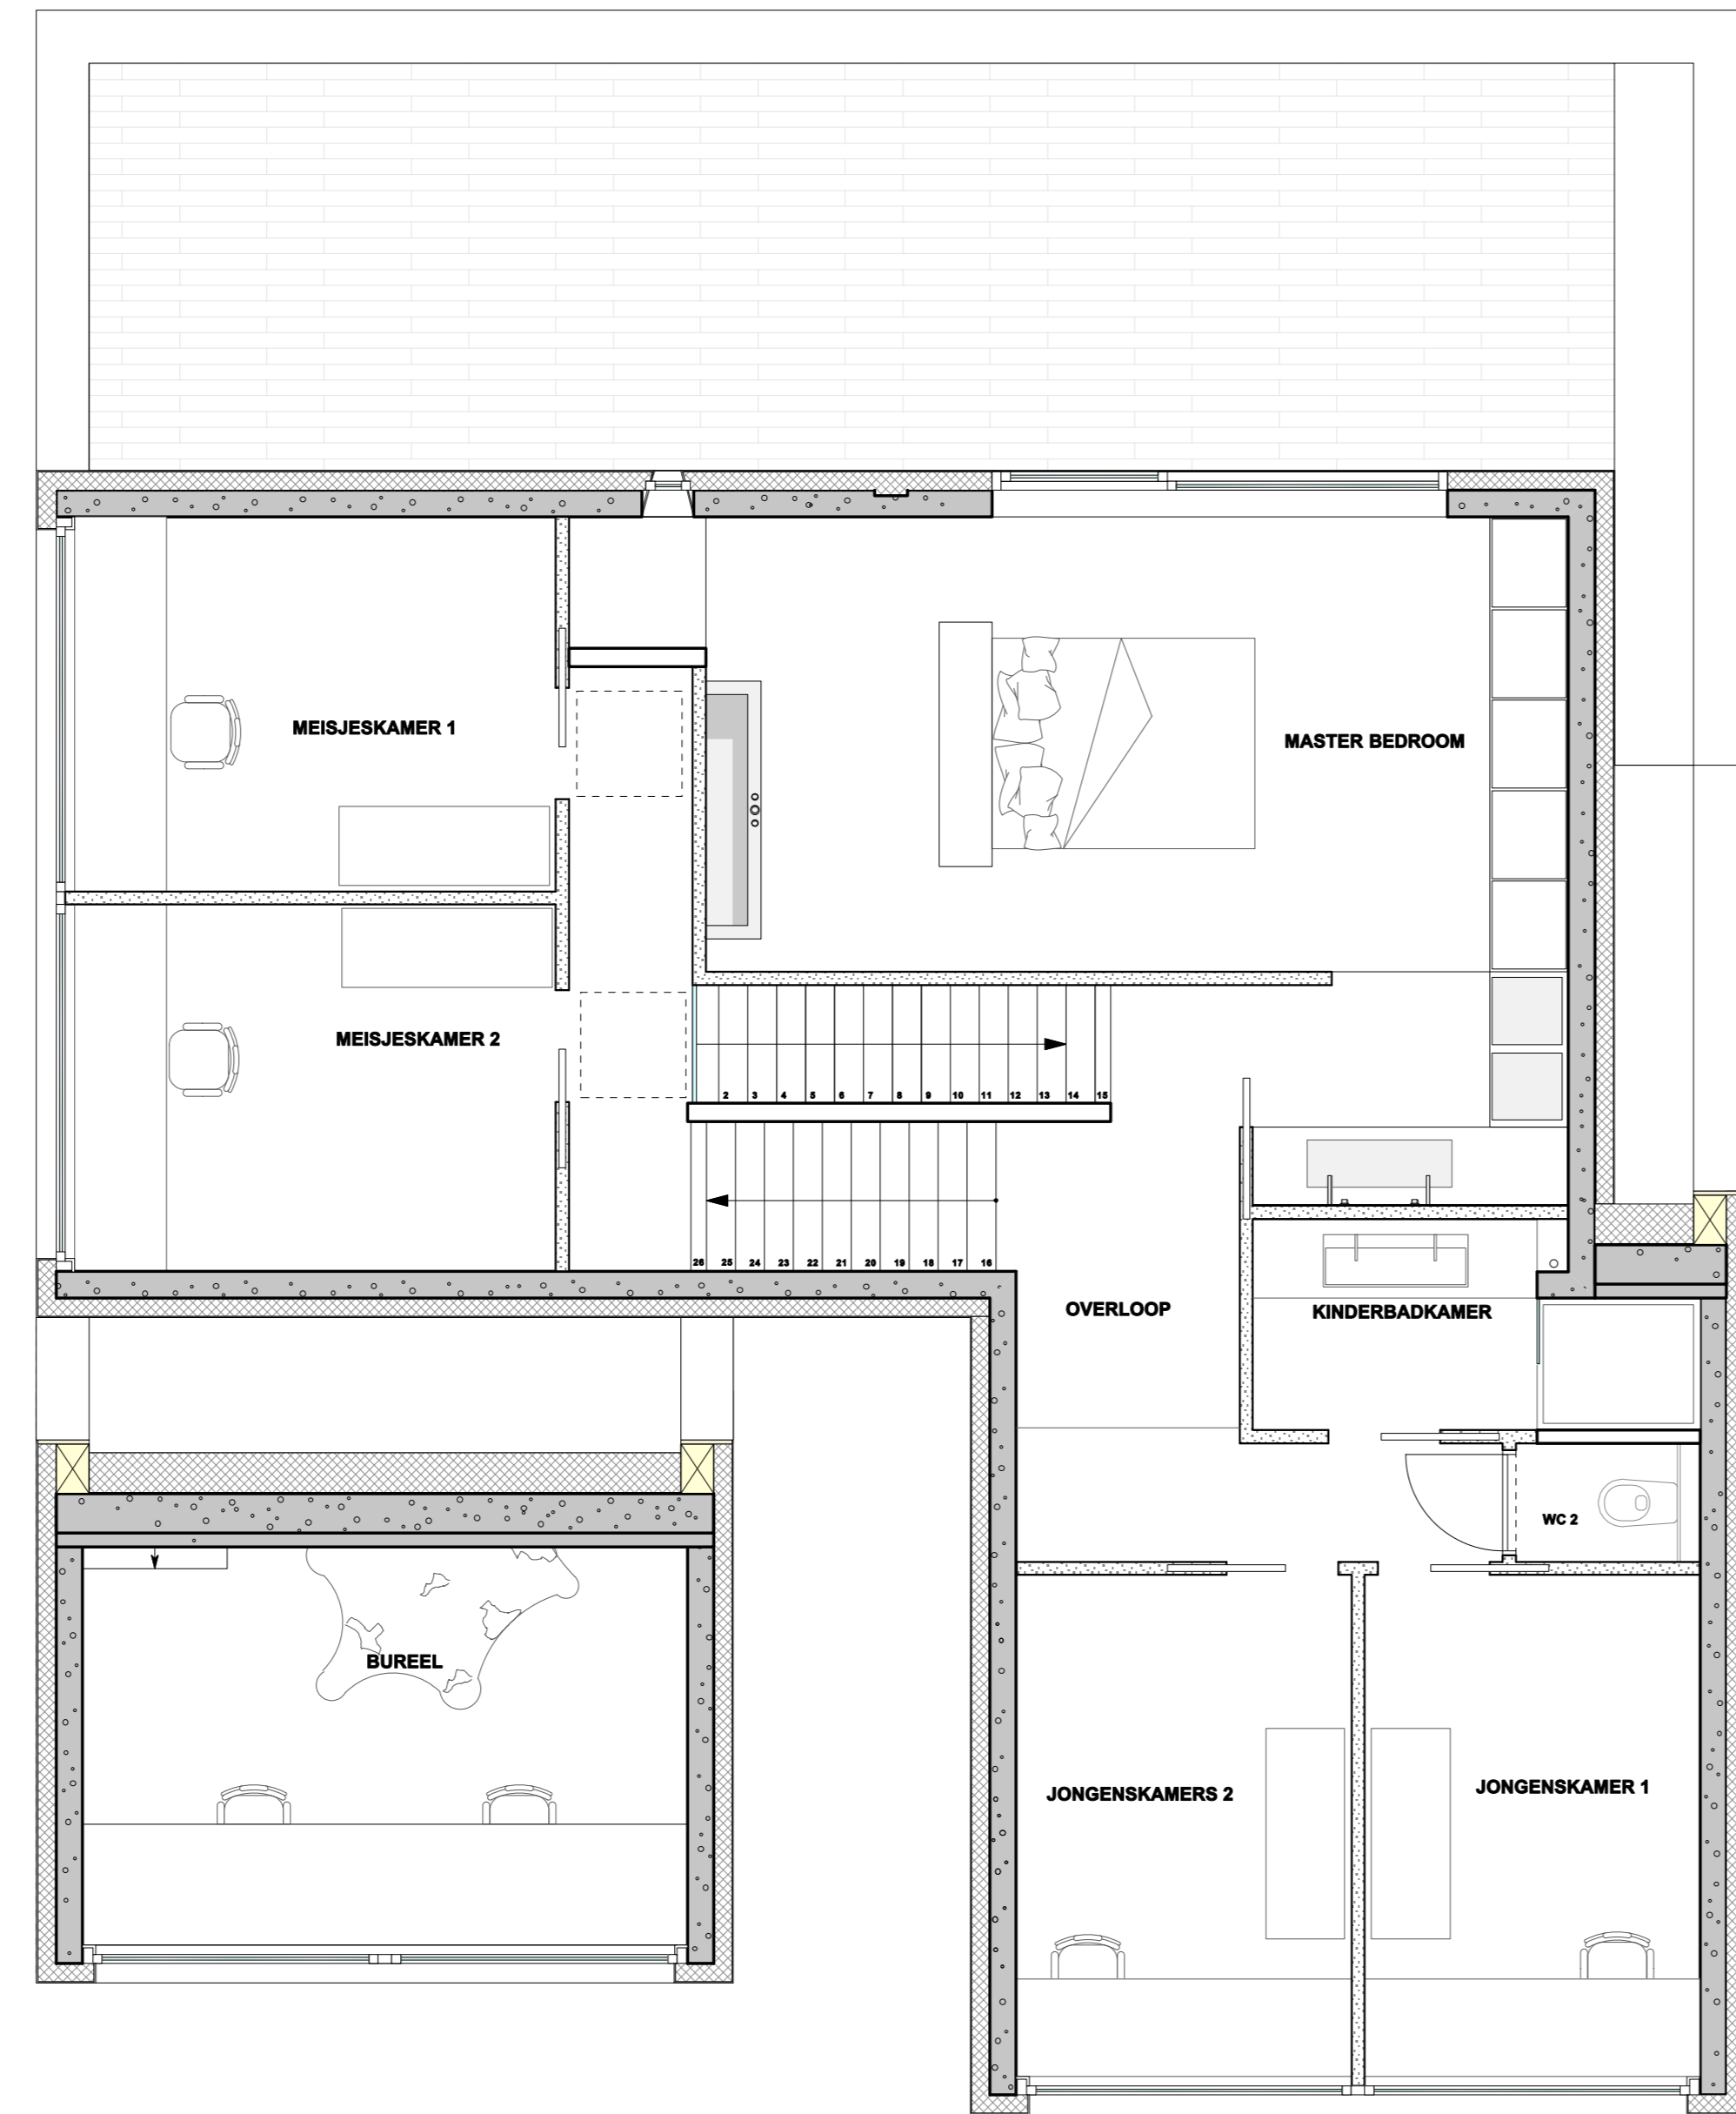 MEISJESKAMER 1
MASTER BEDROOM
MEISJESKAMER 2
2 3 4 5 6 7 8 9 10 11 12 13 14 15
26 25 24 23 22 21 20 19 18 17 16
OVERLOOP
KINDERBADKAMER
WC 2
BUREEL
JONGENSKAMERS 2
JONGENSKAMER 1